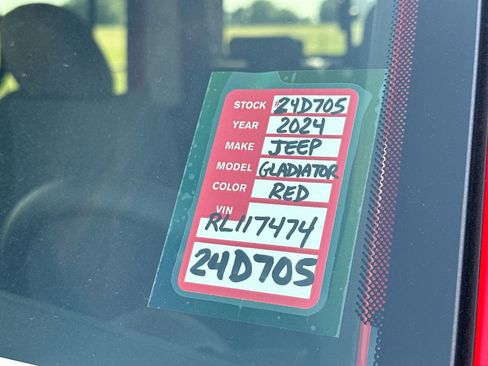 STOCK #24D705
YEAR 2024
MAKE JEEP
MODEL GLADIATOR
COLOR RED
VIN
RL117474
24D705